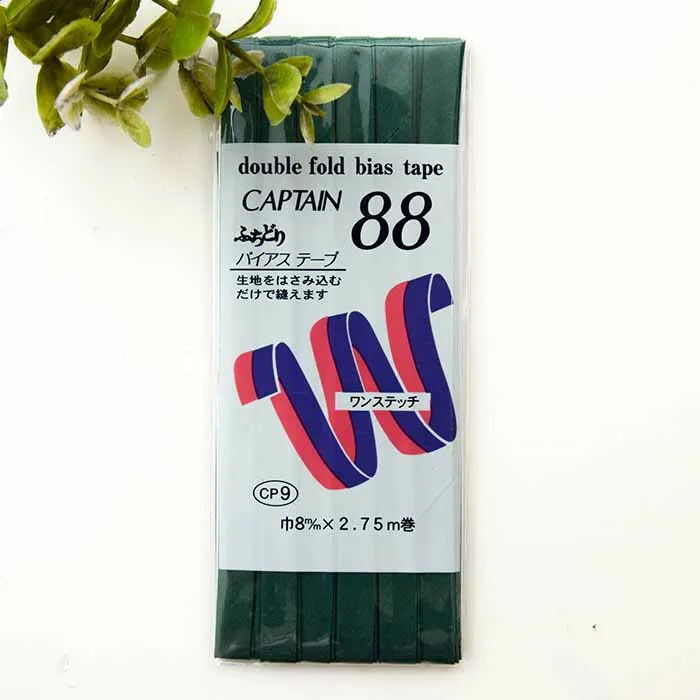 double fold bias tape
CAPTAIN 88
ふちどり
バイアステープ
生地をはさみ込む
だけで縫えます
ワンステッチ
CP9
巾8m/m×2.75m巻